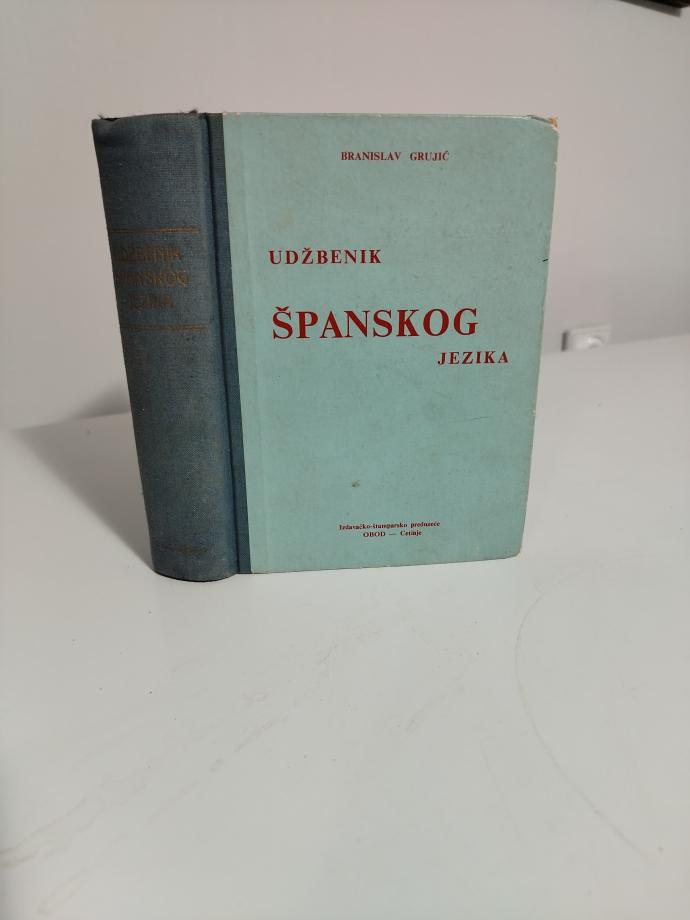 BRANISLAV GRUJIĆ
UDŽBENIK
ŠPANSKOG
JEZIKA
Izdavačko-štamparsko preduzeće
OBOD — Cetinje
UDŽBENIK
ŠPANSKOG
JEZIKA